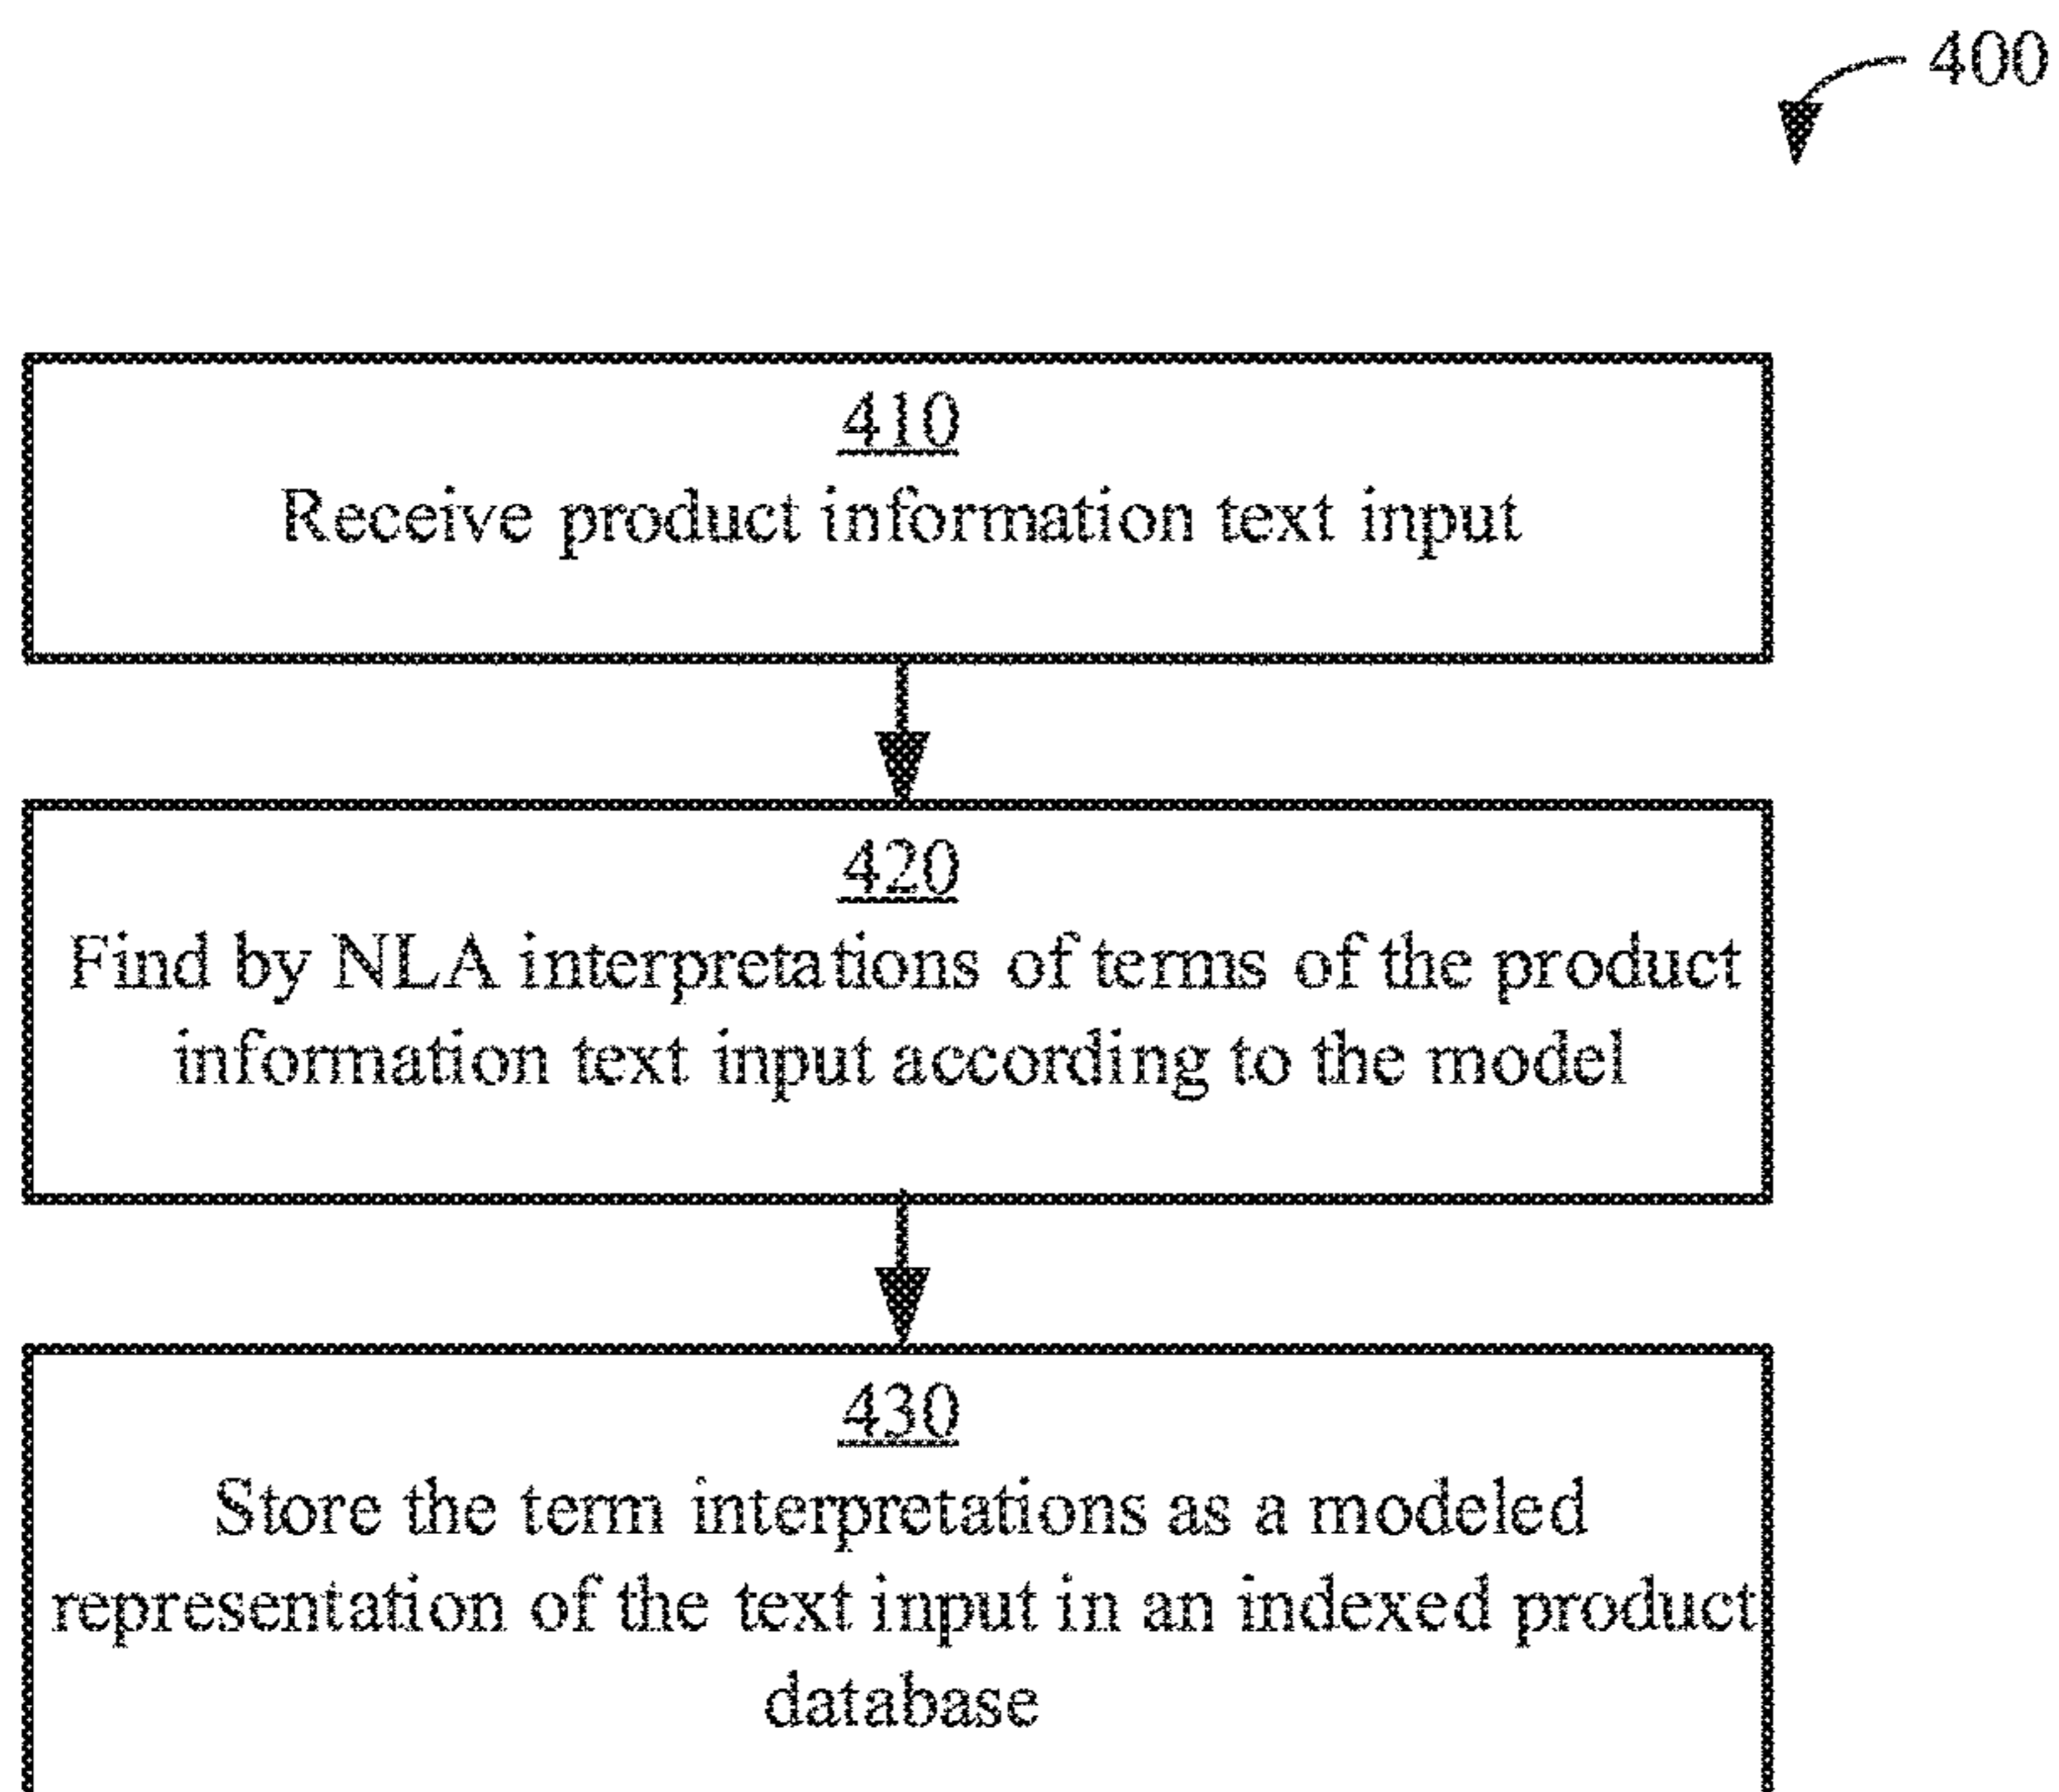 400
410
Receive product information text input
420
Find by NLA interpretations of terms of the product
information text input according to the model
430
Store the term interpretations as a modeled
representation of the text input in an indexed product
database